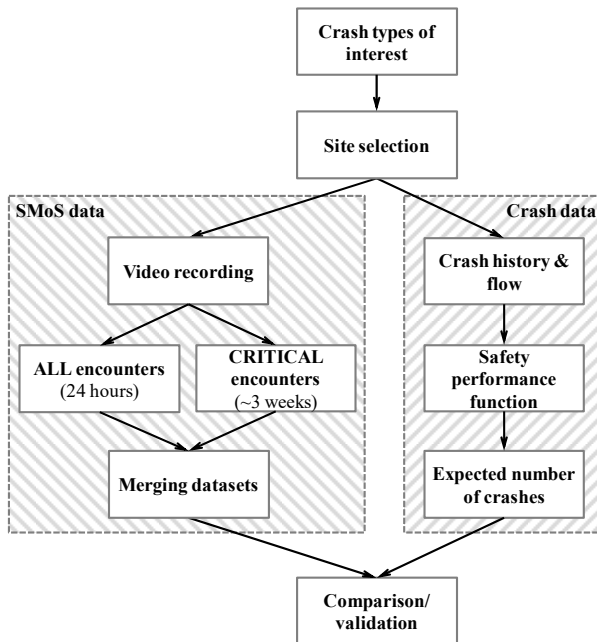 Crash types of
interest
Site selection
SMoS data
Video recording
ALL encounters
(24 hours)
CRITICAL
encounters
(~3 weeks)
Merging datasets
Crash data
Crash history &
flow
Safety
performance
function
Expected number
of crashes
Comparison/
validation